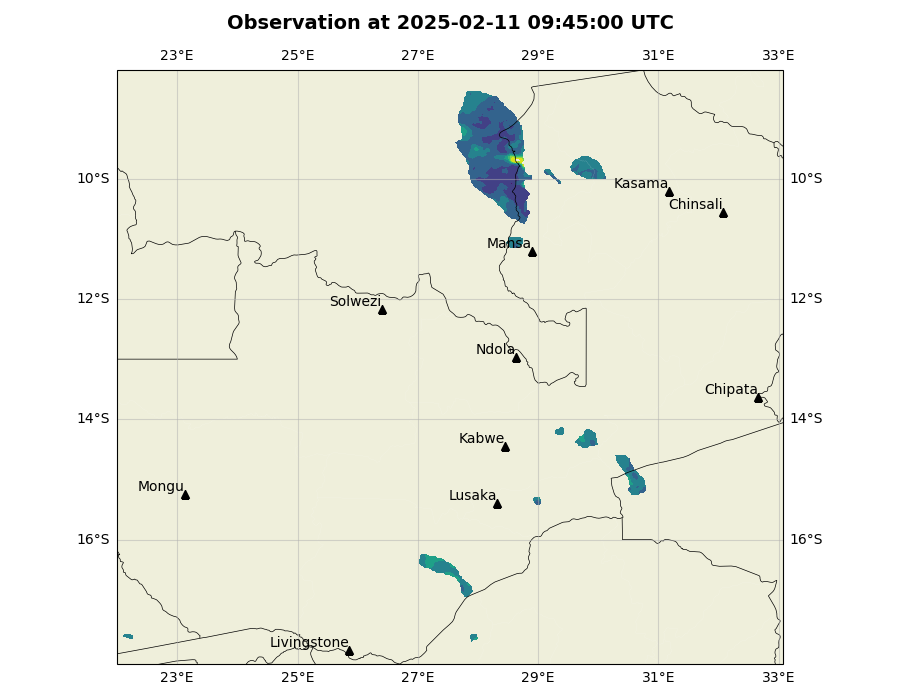 Observation at 2025-02-11 09:45:00 UTC
23°E 25°E 27°E 29°E 31°E 33°E
10°S 10°S
Kasama
Chinsali
Mansa
12°S 12°S
Solwezi
Ndola
Chipata
14°S 14°S
Kabwe
Mongu
Lusaka
16°S 16°S
Livingstone
23°E 25°E 27°E 29°E 31°E 33°E